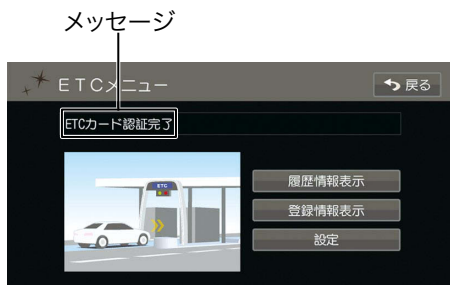 メッセージ
ETCメニュー
戻る
ETCカード認証完了
ETC
履歴情報表示
登録情報表示
設定